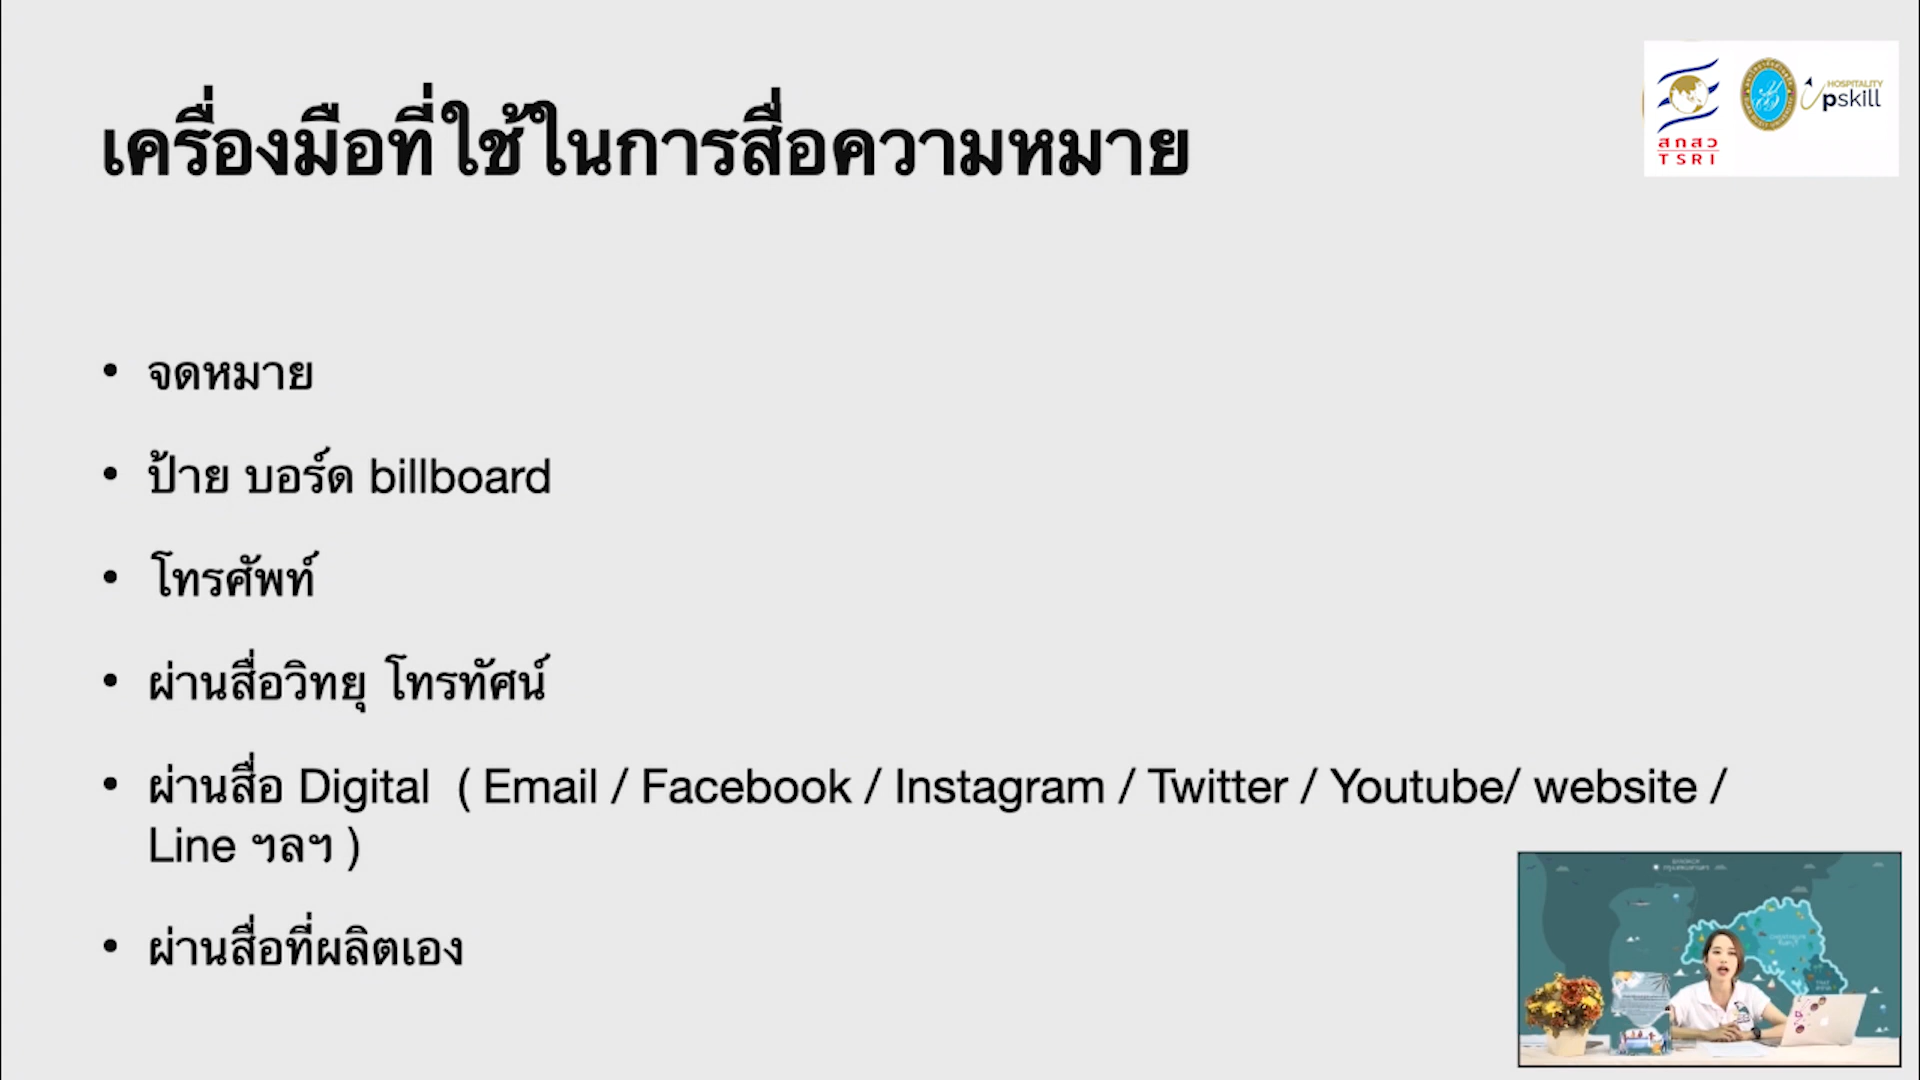 เครื่องมือที่ใช้ในการสื่อความหมาย
สกสว
TSRI
HOSPITALITY
Upskill
• จดหมาย
• ป้าย บอร์ด billboard
• โทรศัพท์
• ผ่านสื่อวิทยุ โทรทัศน์
• ผ่านสื่อ Digital ( Email / Facebook / Instagram / Twitter / Youtube/ website /
Line ฯลฯ )
• ผ่านสื่อที่ผลิตเอง